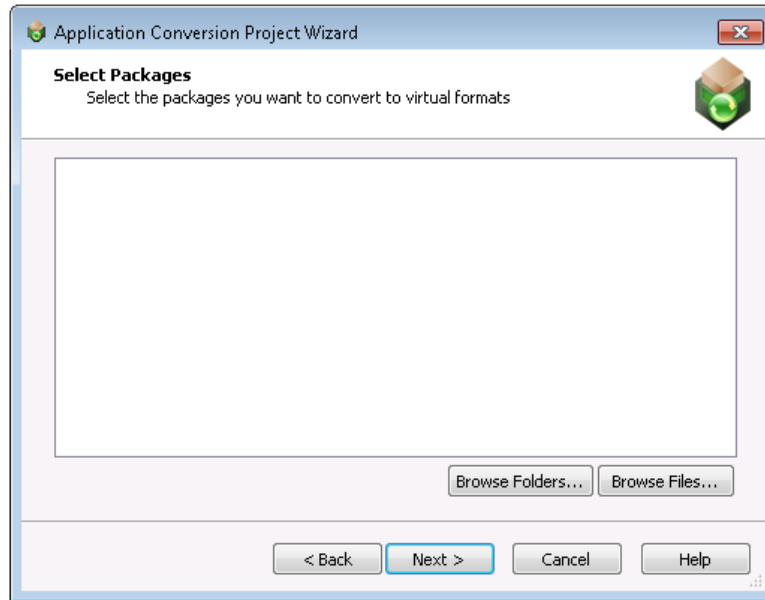 Application Conversion Project Wizard
Select Packages
Select the packages you want to convert to virtual formats
Browse Folders... Browse Files...
< Back Next > Cancel Help